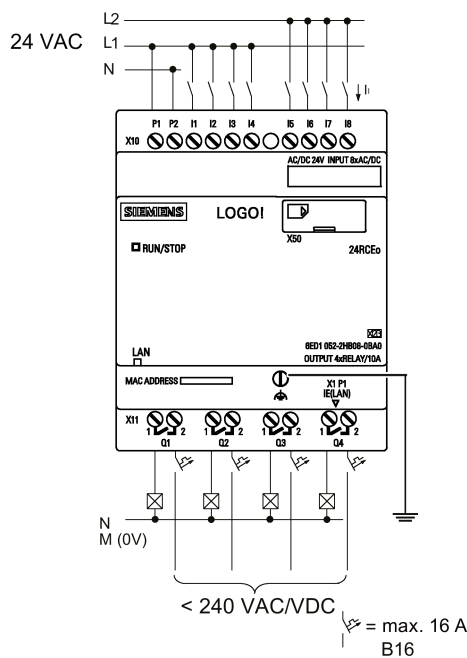 L2
24 VAC L1
N
I₁
P1 P2 I1 I2 I3 I4 I5 I6 I7 I8
X10
AC/DC 24V INPUT 8xAC/DC
SIEMENS LOGO!
X50
RUN/STOP 24RCEo
X23
6ED1 052-2HB08-0BA0
LAN OUTPUT 4xRELAY/10A
MAC ADDRESS X1 P1
IE(LAN)
X11
1 2 1 2 1 2 1 2
Q1 Q2 Q3 Q4
N
M (0V)
< 240 VAC/VDC
= max. 16 A
B16